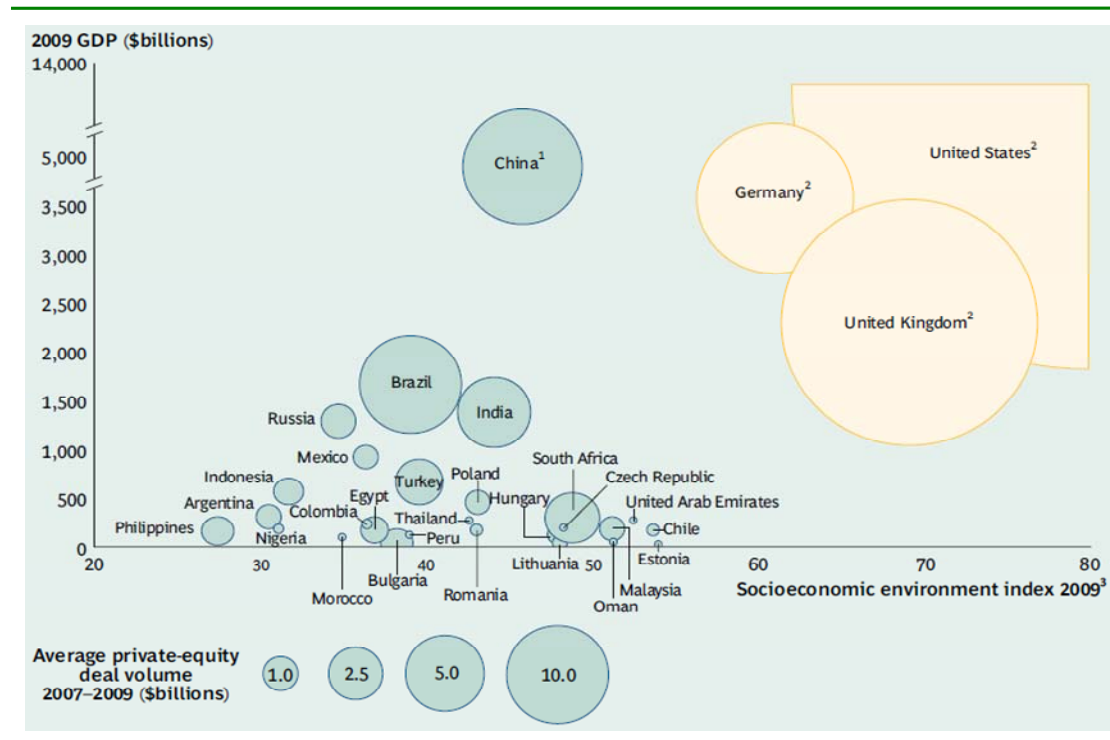 2009 GDP ($billions)
14,000
5,000
3,500
3,000
2,500
2,000
1,500
1,000
500
0
20
30
40
50
60
70
80
China¹
United States²
Germany²
United Kingdom²
Brazil
India
Russia
Mexico
Indonesia
Turkey
Poland
South Africa
Czech Republic
Argentina
Colombia
Egypt
Hungary
United Arab Emirates
Philippines
Nigeria
Thailand
Peru
Chile
Lithuania
Estonia
Bulgaria
Morocco
Romania
Malaysia
Oman
Socioeconomic environment index 2009³
Average private-equity
deal volume
2007–2009 ($billions)
1.0
2.5
5.0
10.0